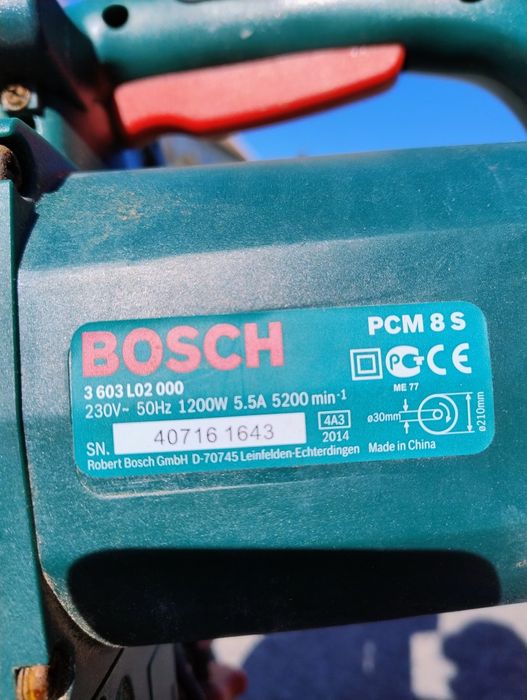 BOSCH
PCM 8 S
3 603 L02 000
230V~ 50Hz 1200W 5.5A 5200 min-1
ME 77
SN. 40716 1643
4A3
2014
ø30mm
ø210mm
Robert Bosch GmbH D-70745 Leinfelden-Echterdingen Made in China